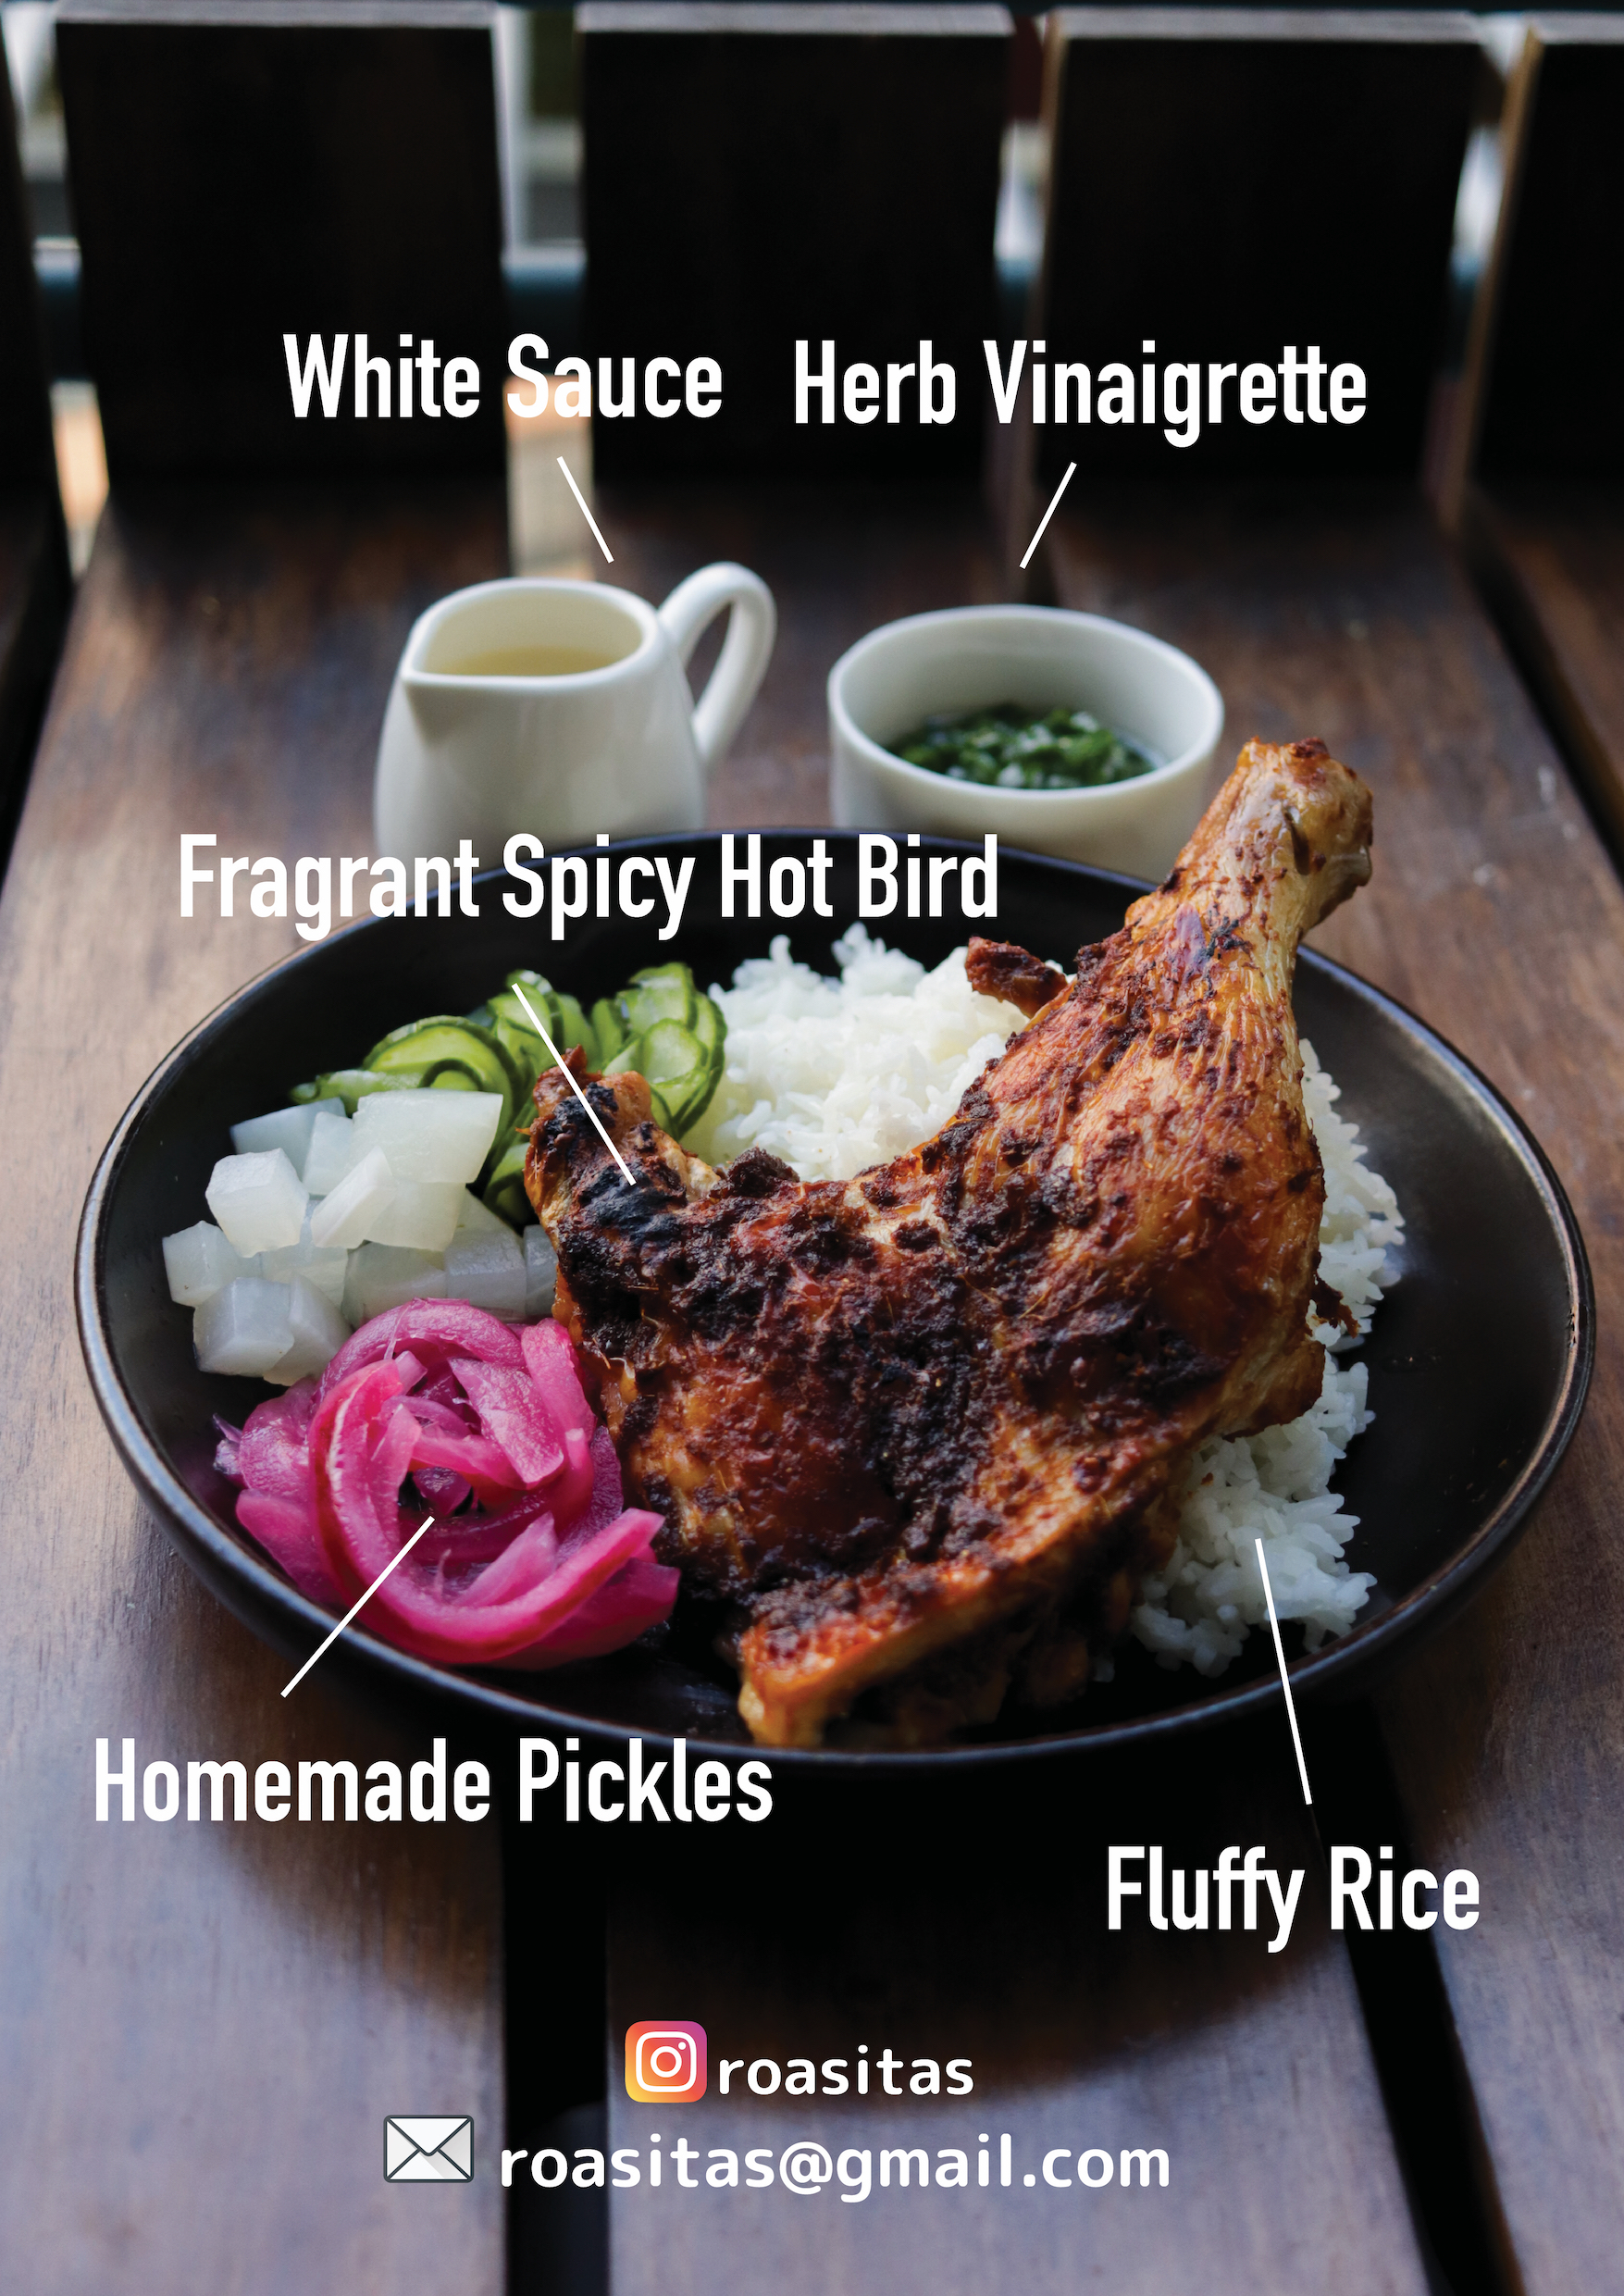 White Sauce
Herb Vinaigrette
Fragrant Spicy Hot Bird
Homemade Pickles
Fluffy Rice
roasitas
roasitas@gmail.com